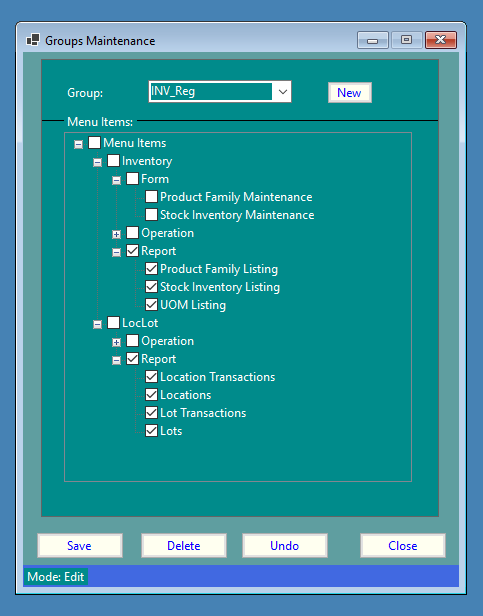 Groups Maintenance
Group: INV_Reg New
Menu Items:
Menu Items
Inventory
Form
Product Family Maintenance
Stock Inventory Maintenance
Operation
Report
Product Family Listing
Stock Inventory Listing
UOM Listing
LocLot
Operation
Report
Location Transactions
Locations
Lot Transactions
Lots
Save Delete Undo Close
Mode: Edit